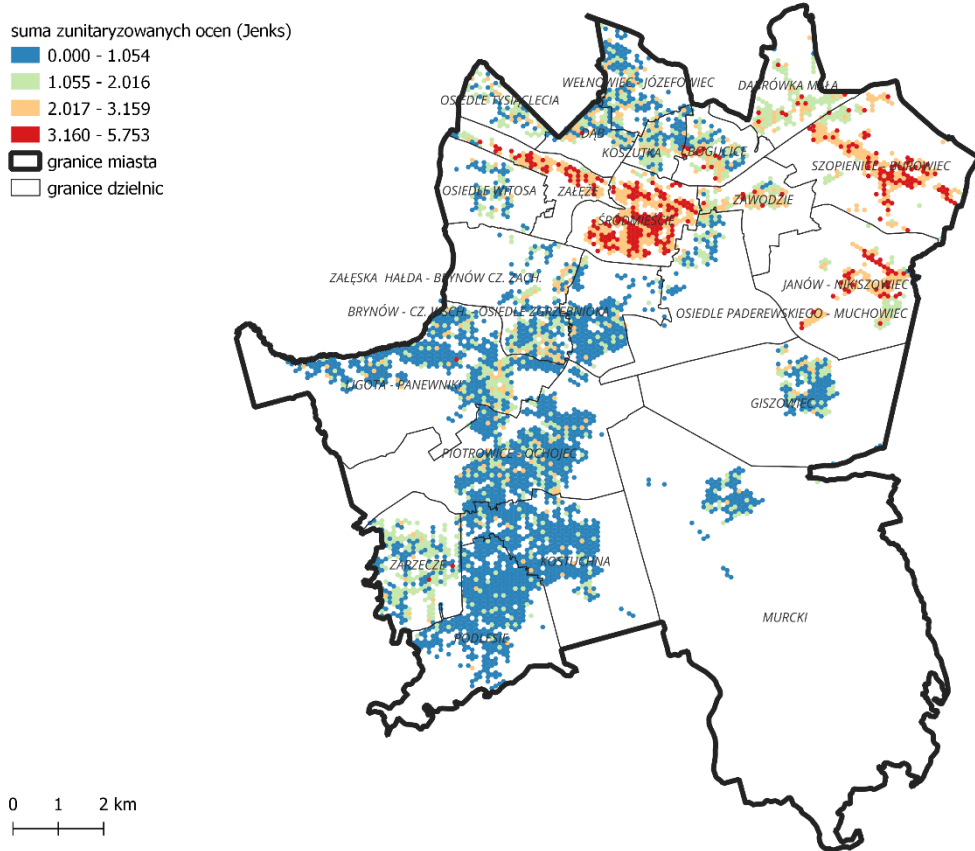 suma zunitaryzowanych ocen (Jenks)
0.000 - 1.054
1.055 - 2.016
2.017 - 3.159
3.160 - 5.753
granice miasta
granice dzielnic
WEŁNOWIEC - JÓZEFOWIEC
DĄBRÓWKA MAŁA
OSIEDLE TYSIĄCLECIA
DĄB
KOSZUTKA
BOGUCICE
SZOPIENICE - BUROWIEC
OSIEDLE WITOSA
ZAŁĘŻE
ZAWODZIE
ŚRÓDMIEŚCIE
ZAŁĘSKA HAŁDA - BRYNÓW CZ. ZACH.
JANÓW - NIKISZOWIEC
BRYNÓW - CZ. WSCH. - OSIEDLE ZGRZEBNIOKA
OSIEDLE PADEREWSKIEGO - MUCHOWIEC
LIGOTA - PANEWNIKI
GISZOWIEC
PIOTROWICE - OCHOJEC
ZARZECZE
KOSTUCHNA
MURCKI
PODLESIE
0 1 2 km